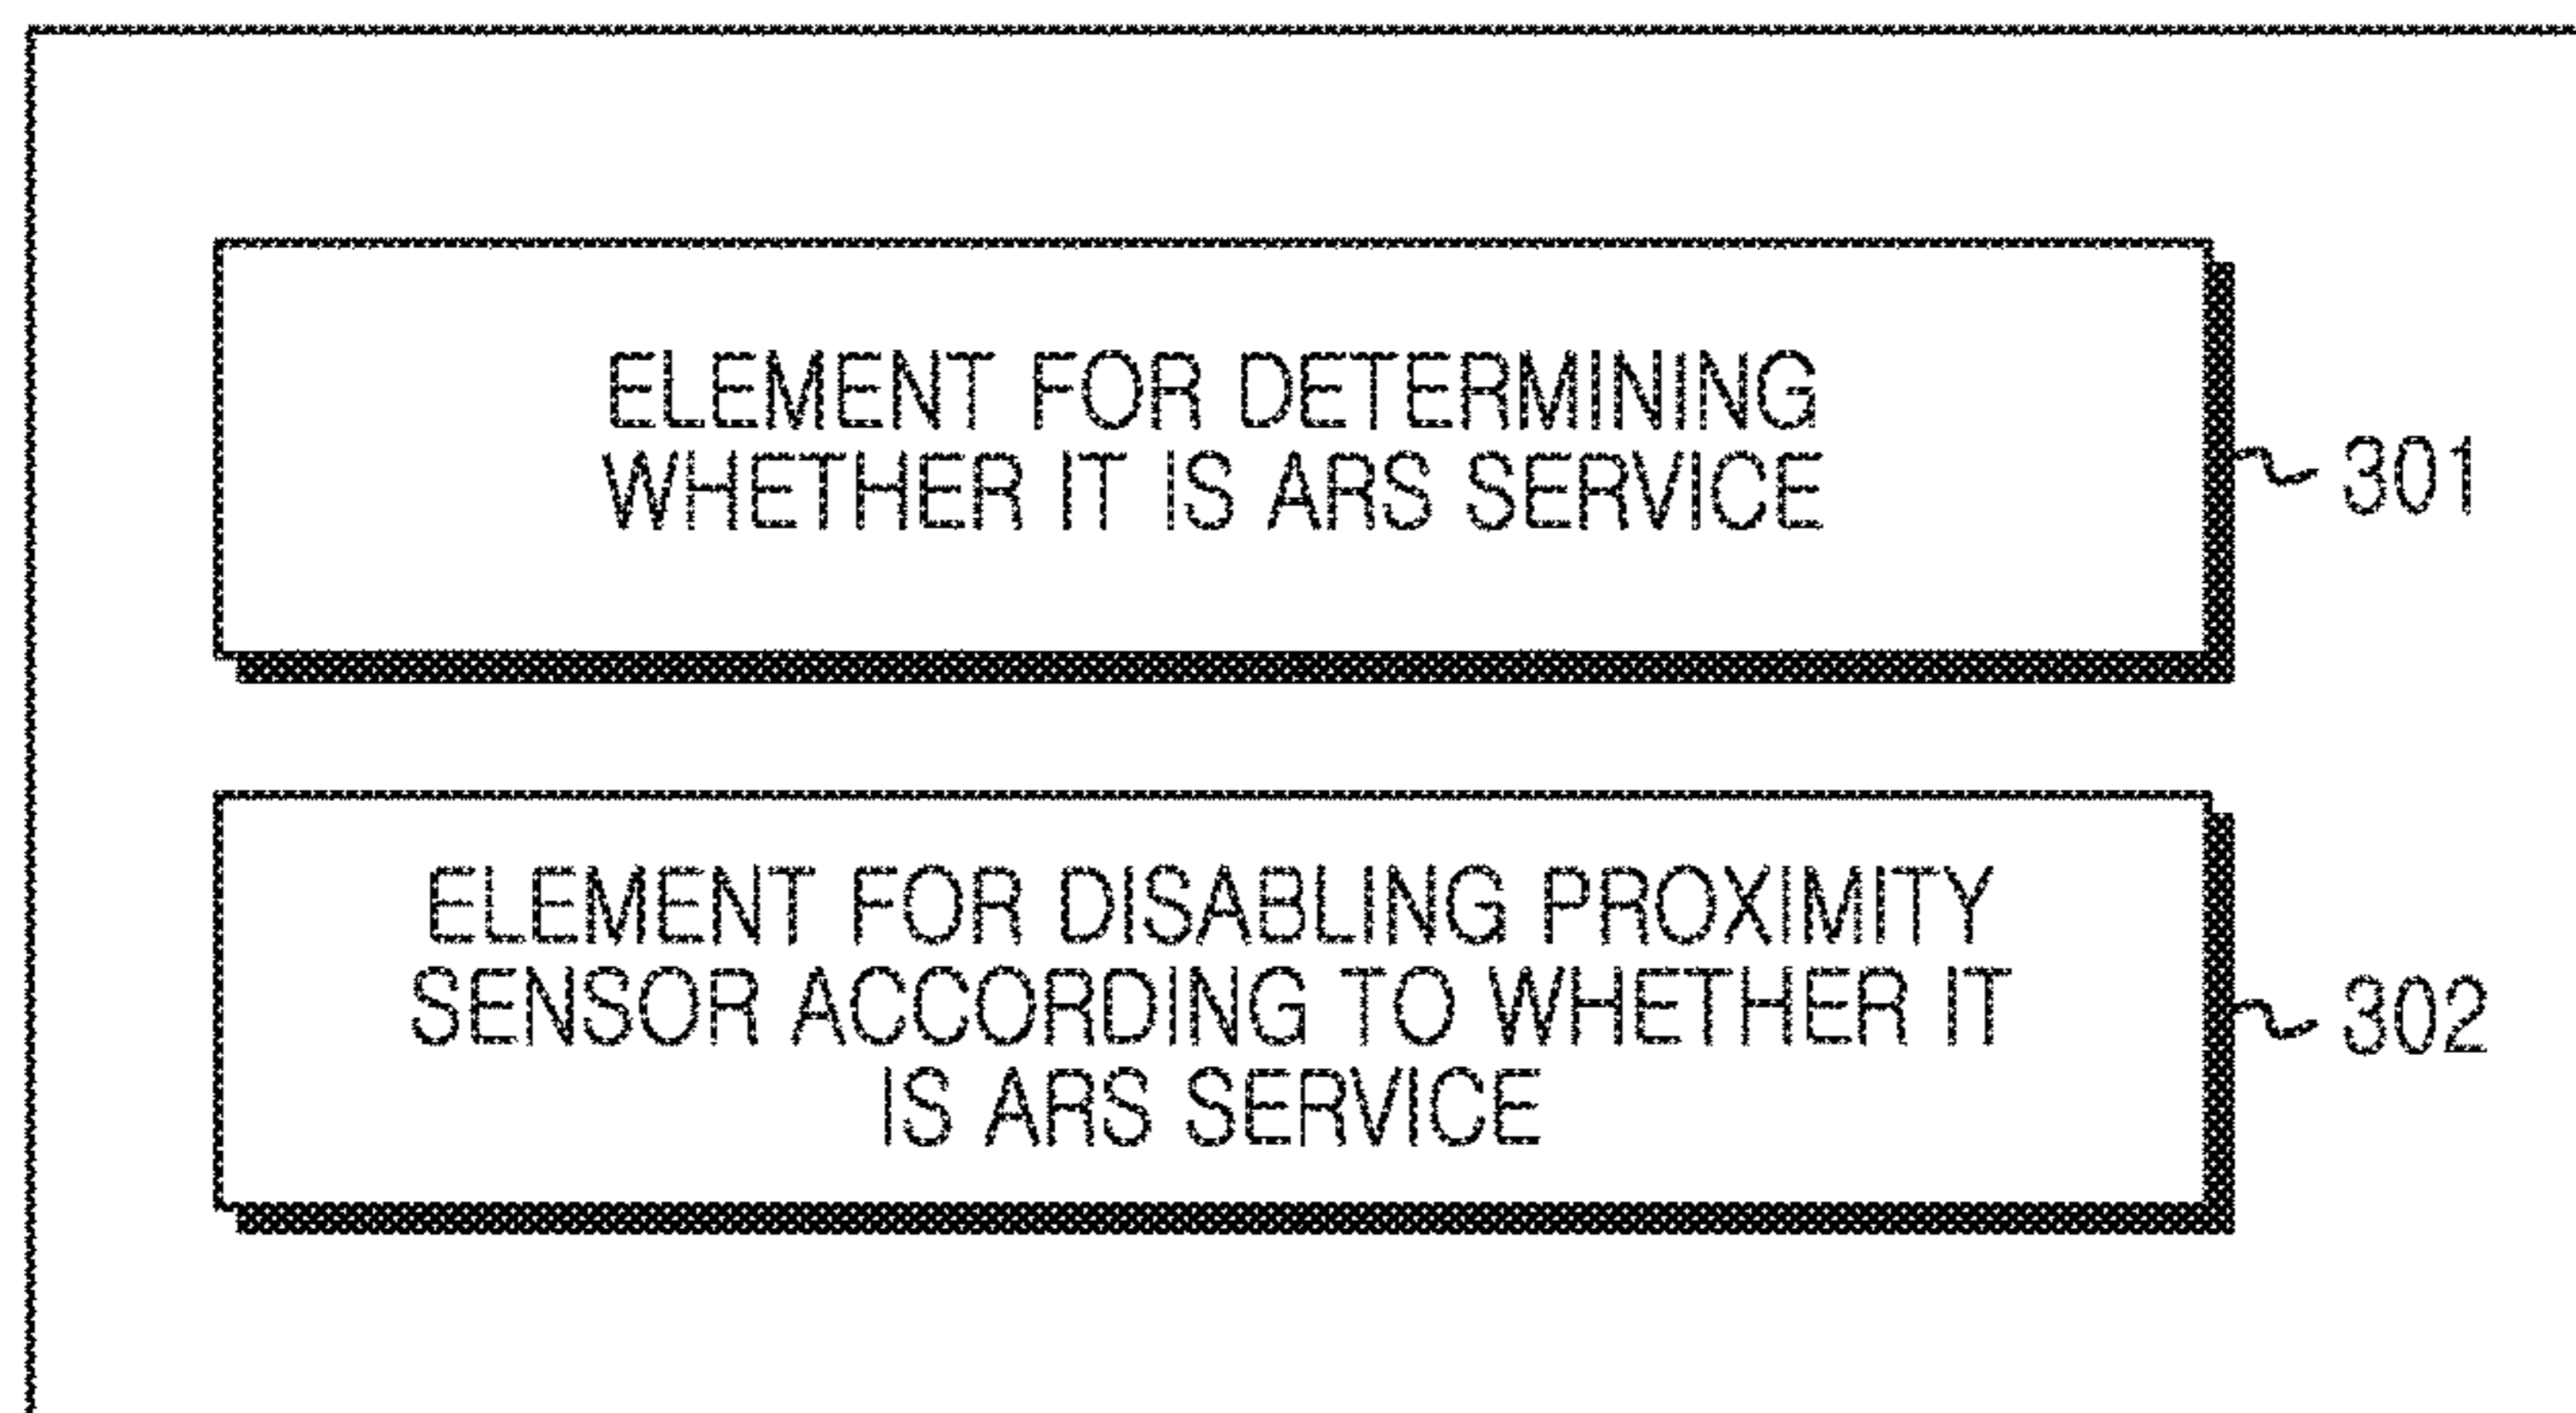 ELEMENT FOR DETERMINING
WHETHER IT IS ARS SERVICE
301
ELEMENT FOR DISABLING PROXIMITY
SENSOR ACCORDING TO WHETHER IT
IS ARS SERVICE
302